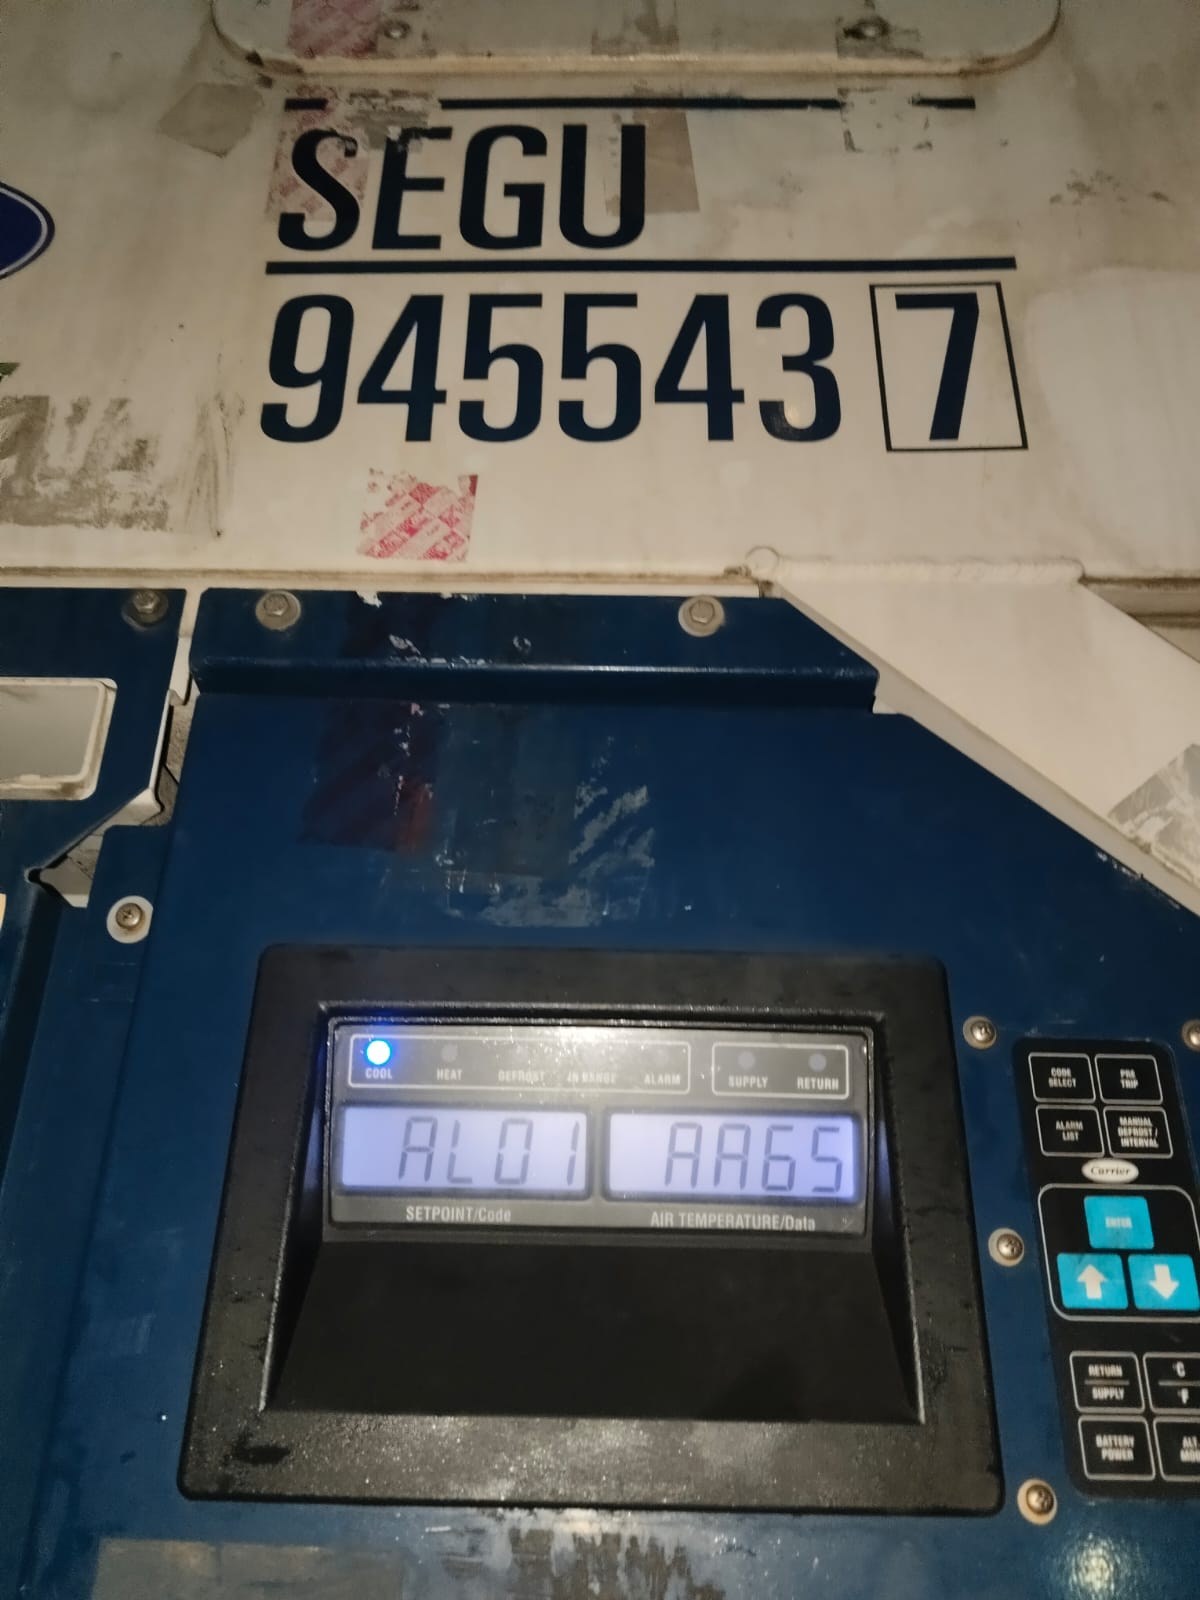 SEGU
945543 7
COOL HEAT DEFROST IN RANGE ALARM SUPPLY RETURN
AL01 AA65
SETPOINT/Code AIR TEMPERATURE/Data
CODE SELECT
PRE TRIP
ALARM LIST
MANUAL DEFROST / INTERVAL
Carrier
ENTER
RETURN
SUPPLY
°C
°F
BATTERY POWER